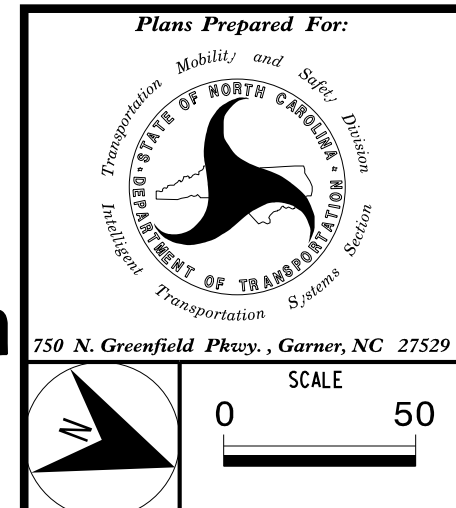 Plans Prepared For:
Transportation Mobility and Safety Division
STATE OF NORTH CAROLINA
DEPARTMENT OF TRANSPORTATION
Intelligent Transportation Systems Section
750 N. Greenfield Pkwy. , Garner, NC 27529
N
SCALE
0 50